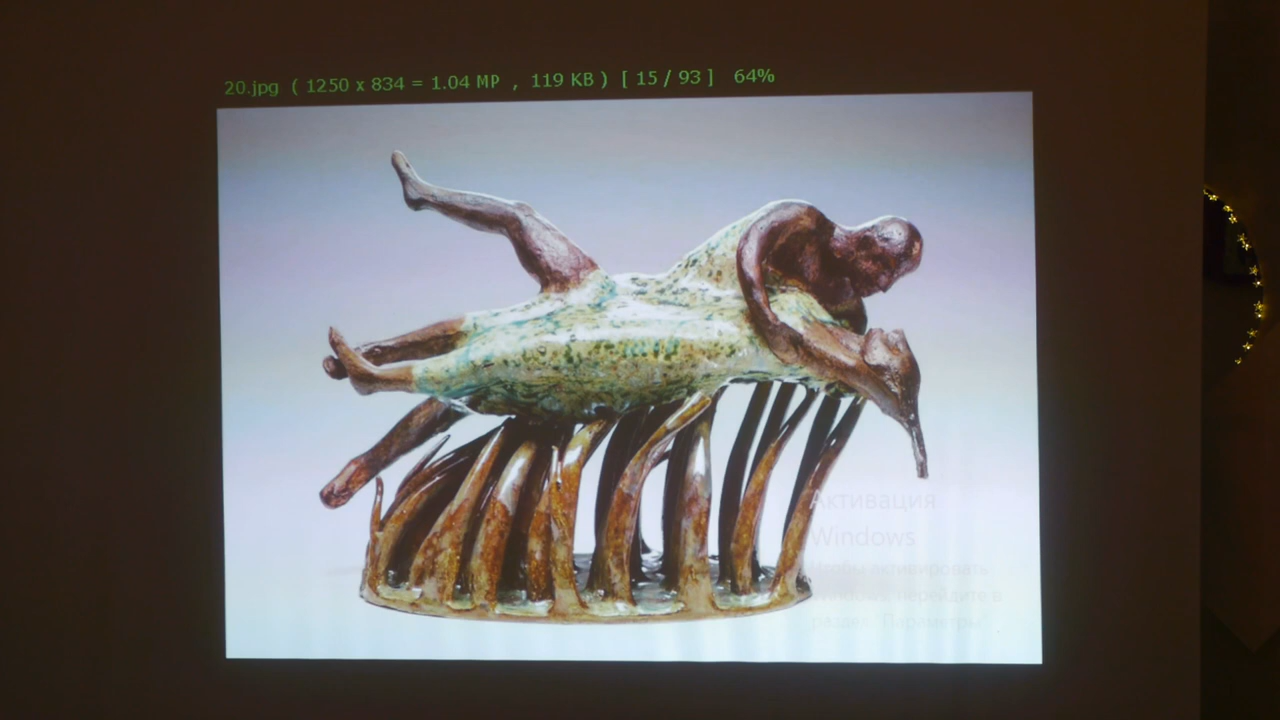 20.jpg ( 1250 x 834 = 1.04 MP , 119 KB ) [ 15 / 93 ] 64%
Активация
Windows
Чтобы активировать
Windows, перейдите в
раздел "Параметры".